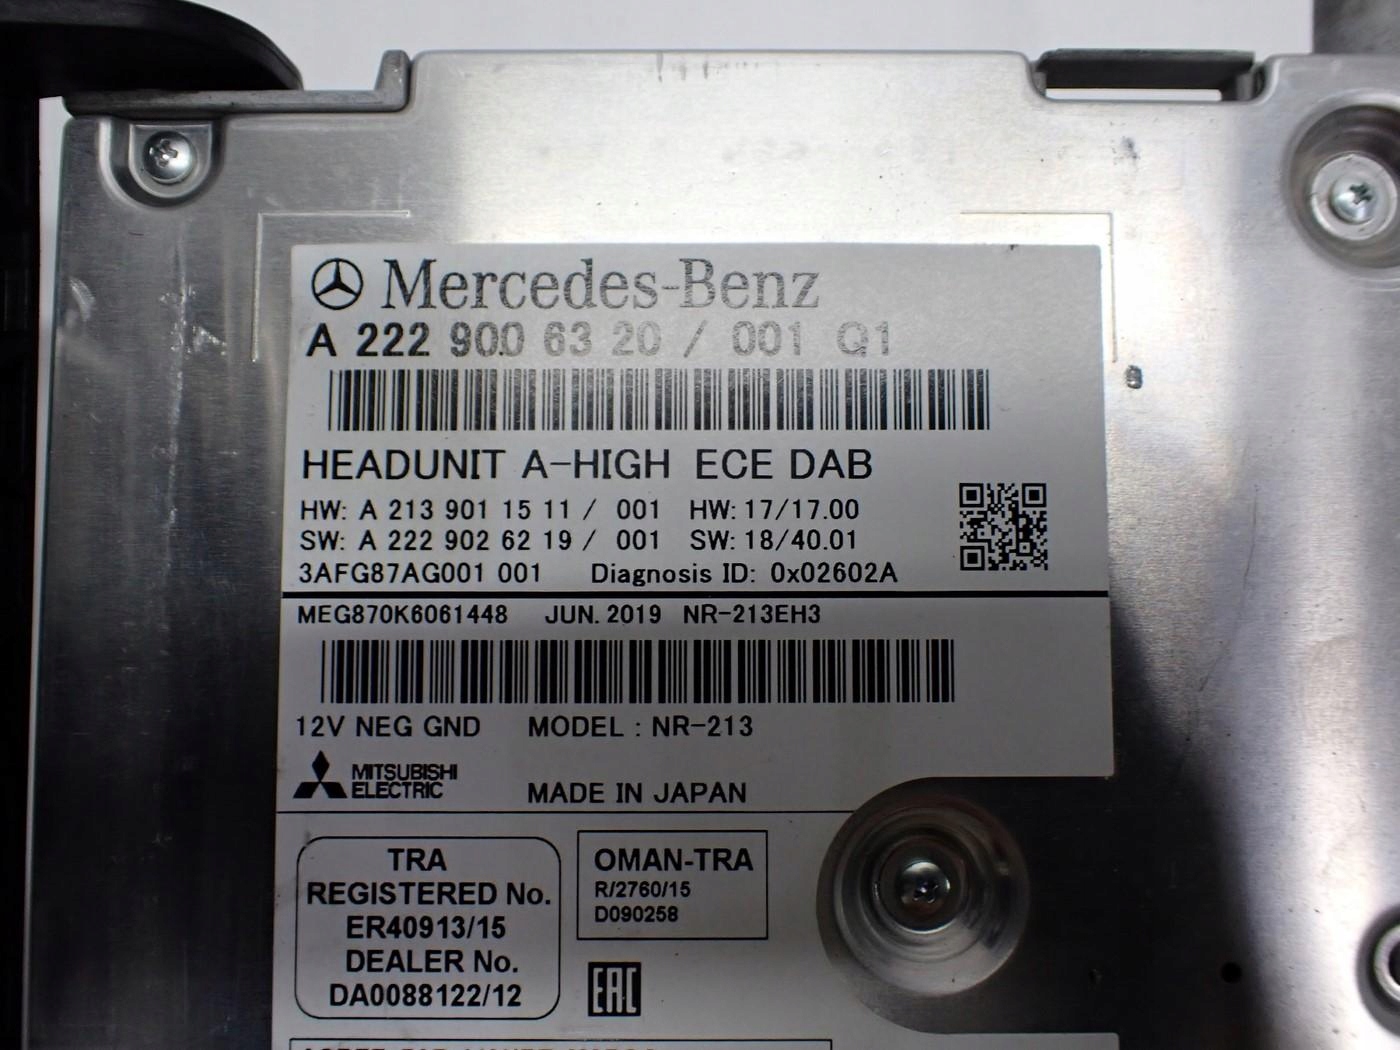 Mercedes-Benz
A 222 900 63 20 / 001 Q1
HEADUNIT A-HIGH ECE DAB
HW: A 213 901 15 11 / 001 HW: 17/17.00
SW: A 222 902 62 19 / 001 SW: 18/40.01
3AFG87AG001 001 Diagnosis ID: 0x02602A
MEG870K6061448 JUN. 2019 NR-213EH3
12V NEG GND MODEL : NR-213
MITSUBISHI
ELECTRIC
MADE IN JAPAN
TRA
REGISTERED No.
ER40913/15
DEALER No.
DA0088122/12
OMAN-TRA
R/2760/15
D090258
EAC